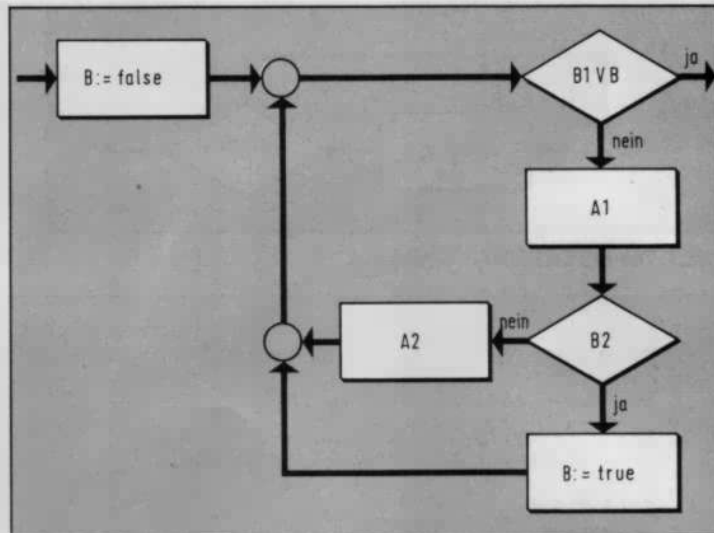 B:= false
B1 V B
ja
nein
A1
A2
nein
B2
ja
B:= true